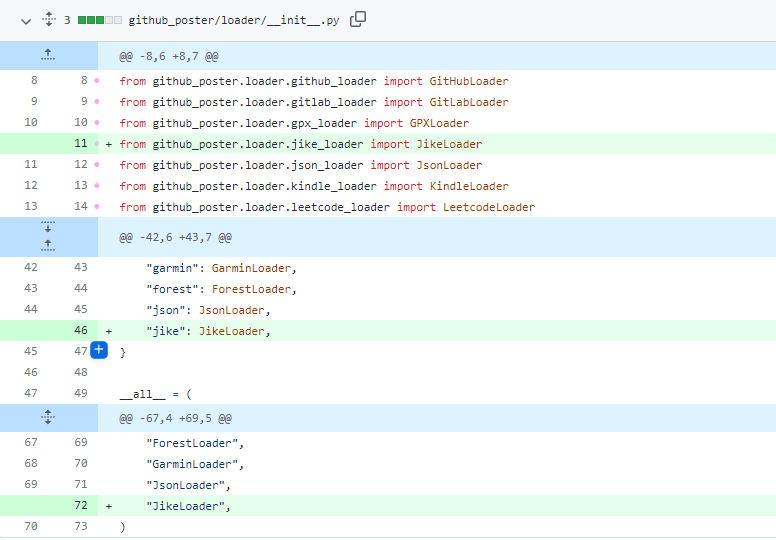 3 github_poster/loader/__init__.py
@@ -8,6 +8,7 @@
8 8 from github_poster.loader.github_loader import GitHubLoader
9 9 from github_poster.loader.gitlab_loader import GitLabLoader
10 10 from github_poster.loader.gpx_loader import GPXLoader
11 + from github_poster.loader.jike_loader import JikeLoader
11 12 from github_poster.loader.json_loader import JsonLoader
12 13 from github_poster.loader.kindle_loader import KindleLoader
13 14 from github_poster.loader.leetcode_loader import LeetcodeLoader
@@ -42,6 +43,7 @@
42 43 "garmin": GarminLoader,
43 44 "forest": ForestLoader,
44 45 "json": JsonLoader,
46 + "jike": JikeLoader,
45 47 }
46 48
47 49 __all__ = (
@@ -67,4 +69,5 @@
67 69 "ForestLoader",
68 70 "GarminLoader",
69 71 "JsonLoader",
72 + "JikeLoader",
70 73 )